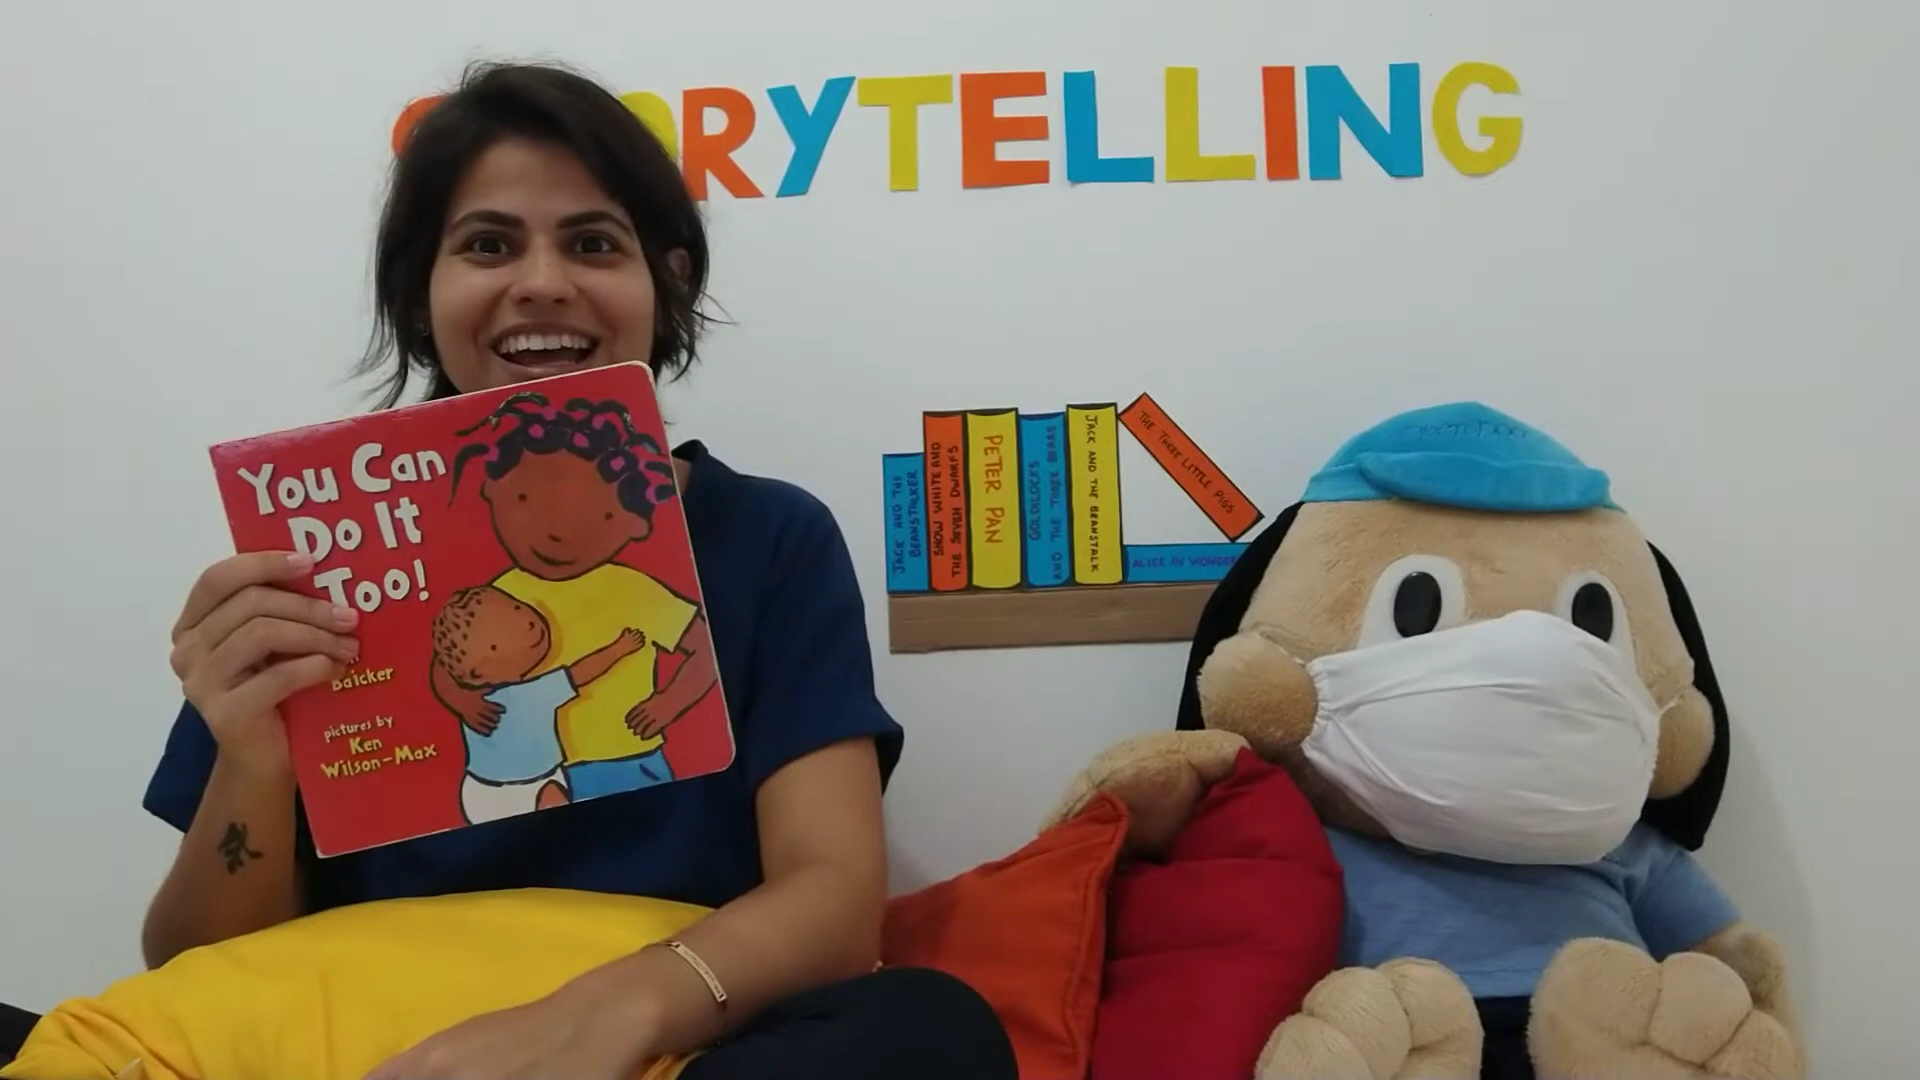 RYTELLING
You Can
Do It
Too!
Baicker
pictures by
Ken
Wilson-Max
JACK AND THE
BEANSTALKER
SNOW WHITE AND
THE SEVEN DWARFS
PETER PAN
GOLDILOCKS
AND THE THREE BEARS
JACK AND THE BEANSTALK
THE THREE LITTLE PIGS
ALICE IN WONDER